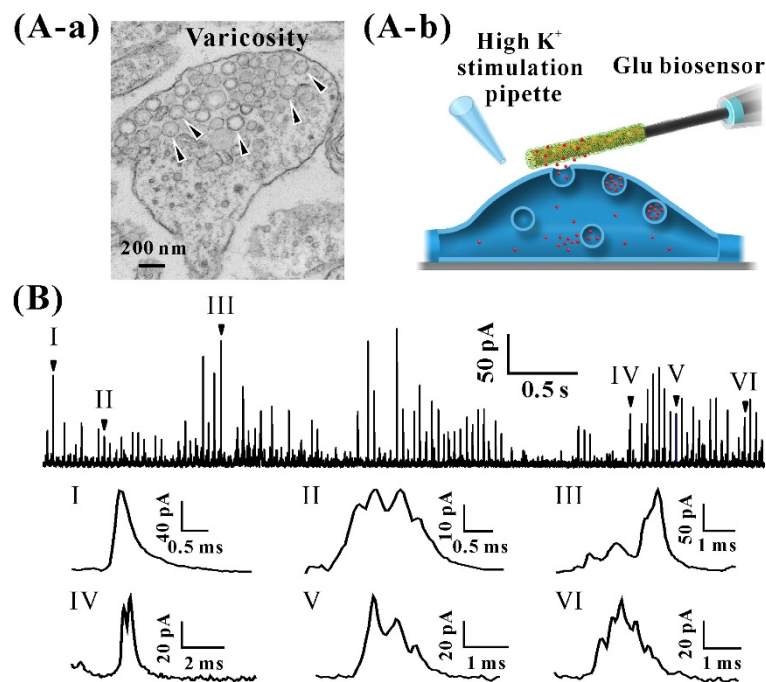 (A-a)
Varicosity
200 nm
(A-b)
High K⁺
stimulation
pipette
Glu biosensor
(B)
I
II
III
50 pA
0.5 s
IV
V
VI
I
40 pA
0.5 ms
II
10 pA
0.5 ms
III
50 pA
1 ms
IV
20 pA
2 ms
V
20 pA
1 ms
VI
20 pA
1 ms